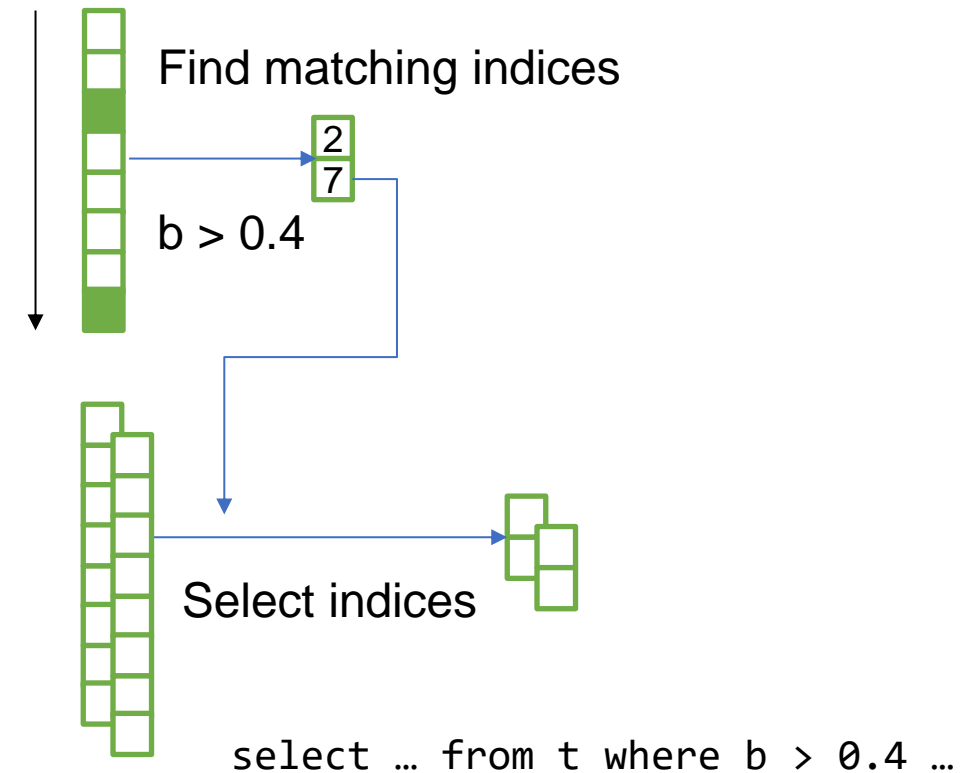 Find matching indices
2
7
b > 0.4
Select indices
select … from t where b > 0.4 …